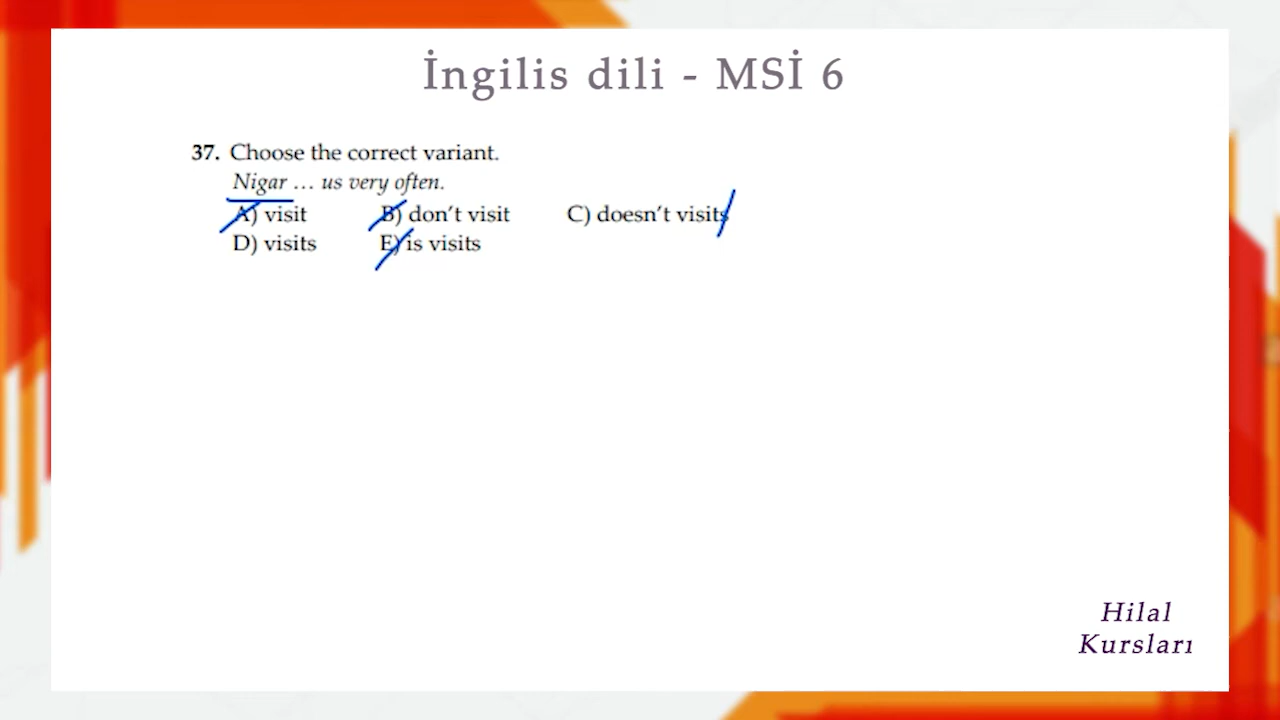 İngilis dili - MSİ 6
37. Choose the correct variant.
Nigar ... us very often.
A) visit B) don't visit C) doesn't visits
D) visits E) is visits
Hilal
Kursları